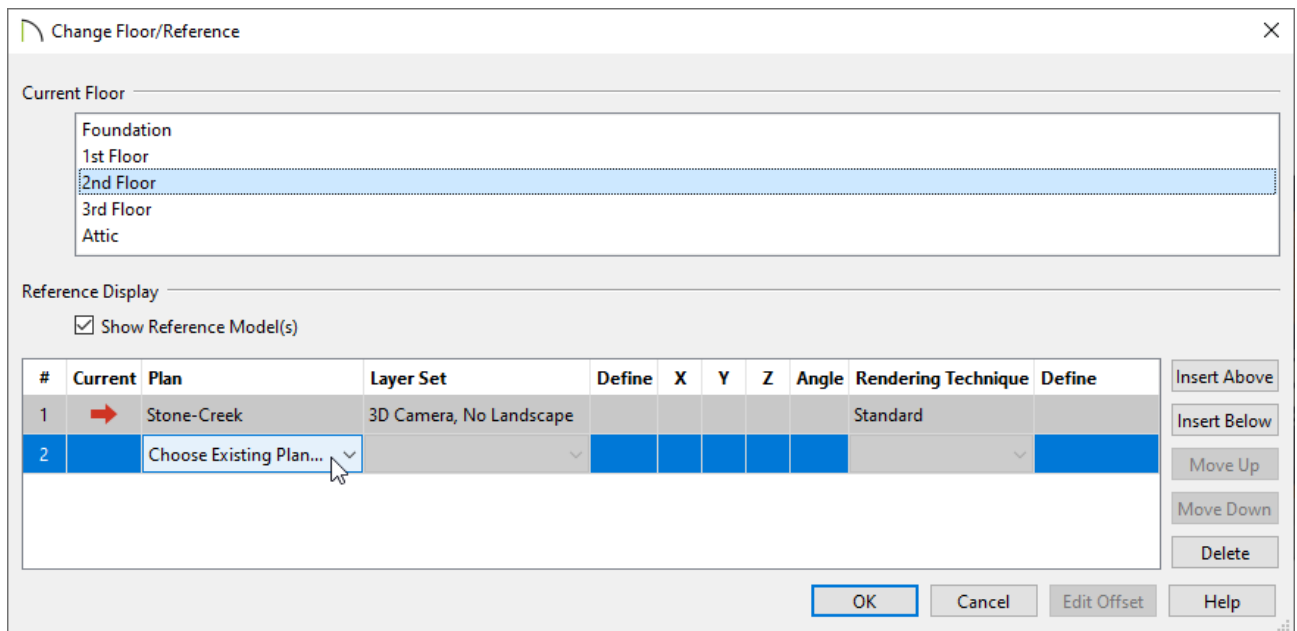 Change Floor/Reference
Current Floor
Foundation
1st Floor
2nd Floor
3rd Floor
Attic
Reference Display
Show Reference Model(s)
# Current Plan Layer Set Define X Y Z Angle Rendering Technique Define
1 Stone-Creek 3D Camera, No Landscape Standard
2 Choose Existing Plan...
Insert Above
Insert Below
Move Up
Move Down
Delete
OK Cancel Edit Offset Help